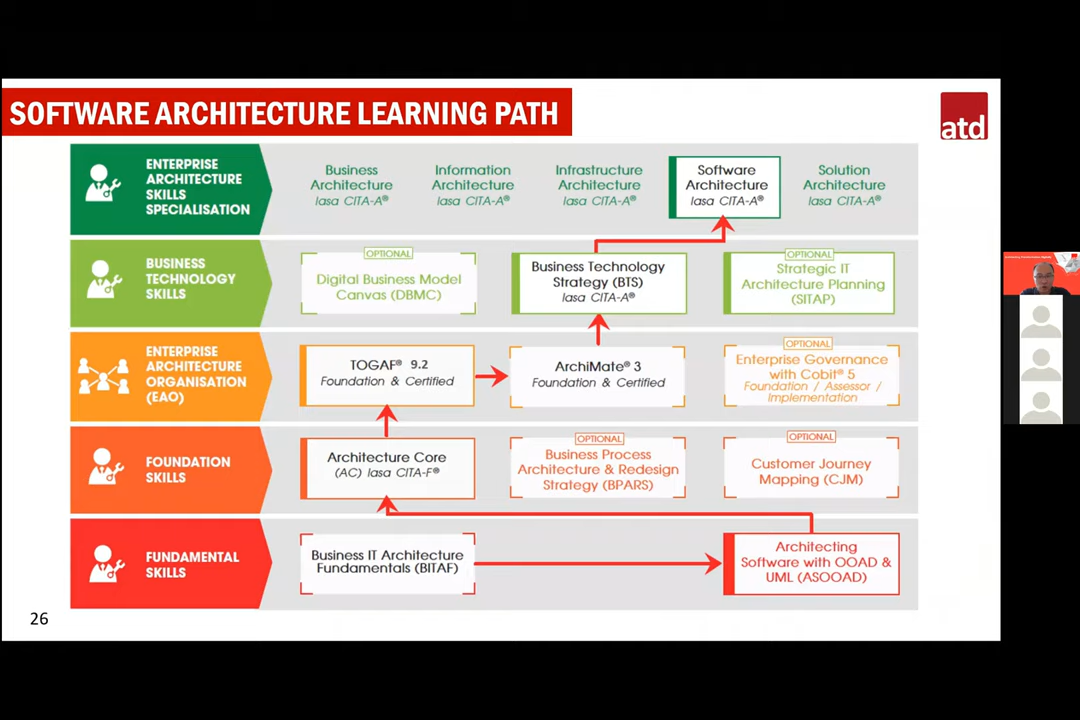 SOFTWARE ARCHITECTURE LEARNING PATH
atd
ENTERPRISE
ARCHITECTURE
SKILLS
SPECIALISATION
Business
Architecture
Iasa CITA-A®
Information
Architecture
Iasa CITA-A®
Infrastructure
Architecture
Iasa CITA-A®
Software
Architecture
Iasa CITA-A®
Solution
Architecture
Iasa CITA-A®
BUSINESS
TECHNOLOGY
SKILLS
OPTIONAL
Digital Business Model
Canvas (DBMC)
Business Technology
Strategy (BTS)
Iasa CITA-A®
OPTIONAL
Strategic IT
Architecture Planning
(SITAP)
ENTERPRISE
ARCHITECTURE
ORGANISATION
(EAO)
TOGAF® 9.2
Foundation & Certified
ArchiMate® 3
Foundation & Certified
OPTIONAL
Enterprise Governance
with Cobit® 5
Foundation / Assessor /
Implementation
FOUNDATION
SKILLS
Architecture Core
(AC) Iasa CITA-F®
OPTIONAL
Business Process
Architecture & Redesign
Strategy (BPARS)
OPTIONAL
Customer Journey
Mapping (CJM)
FUNDAMENTAL
SKILLS
Business IT Architecture
Fundamentals (BITAF)
Architecting
Software with OOAD &
UML (ASOOAD)
26